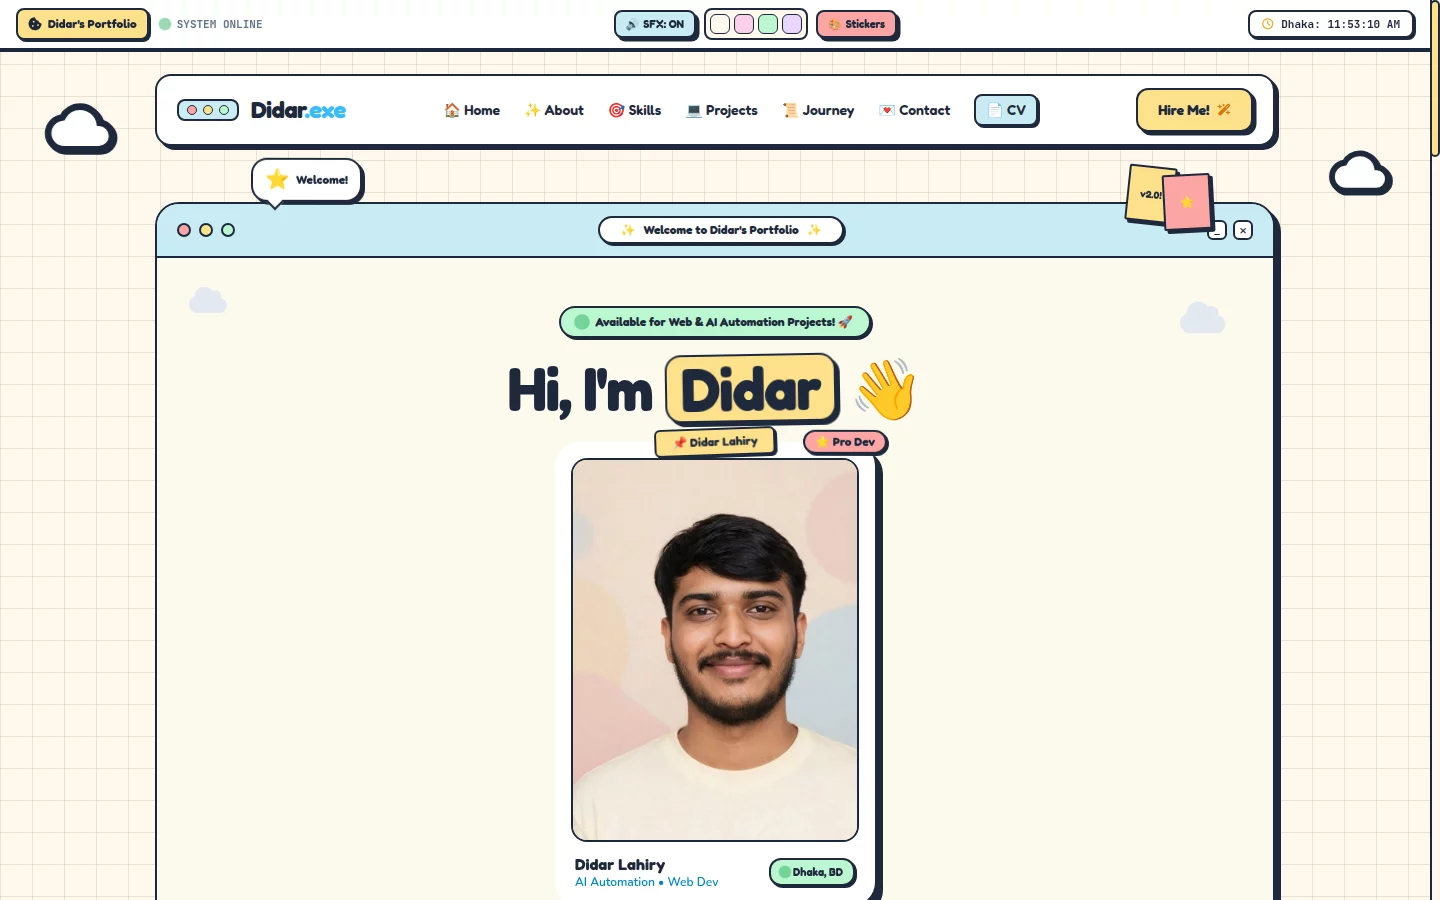 Didar's Portfolio
SYSTEM ONLINE
🔊 SFX: ON
🎨 Stickers
Dhaka: 11:53:10 AM
Didar.exe
🏠 Home
✨ About
🎯 Skills
💻 Projects
📜 Journey
💌 Contact
📄 CV
Hire Me! 🪄
⭐ Welcome!
v2.0!
✨ Welcome to Didar's Portfolio ✨
Available for Web & AI Automation Projects! 🚀
Hi, I'm Didar 👋
📌 Didar Lahiry
⭐ Pro Dev
Didar Lahiry
AI Automation • Web Dev
Dhaka, BD